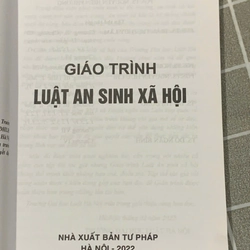 GIÁO TRÌNH
LUẬT AN SINH XÃ HỘI
NHÀ XUẤT BẢN TƯ PHÁP
HÀ NỘI - 2022